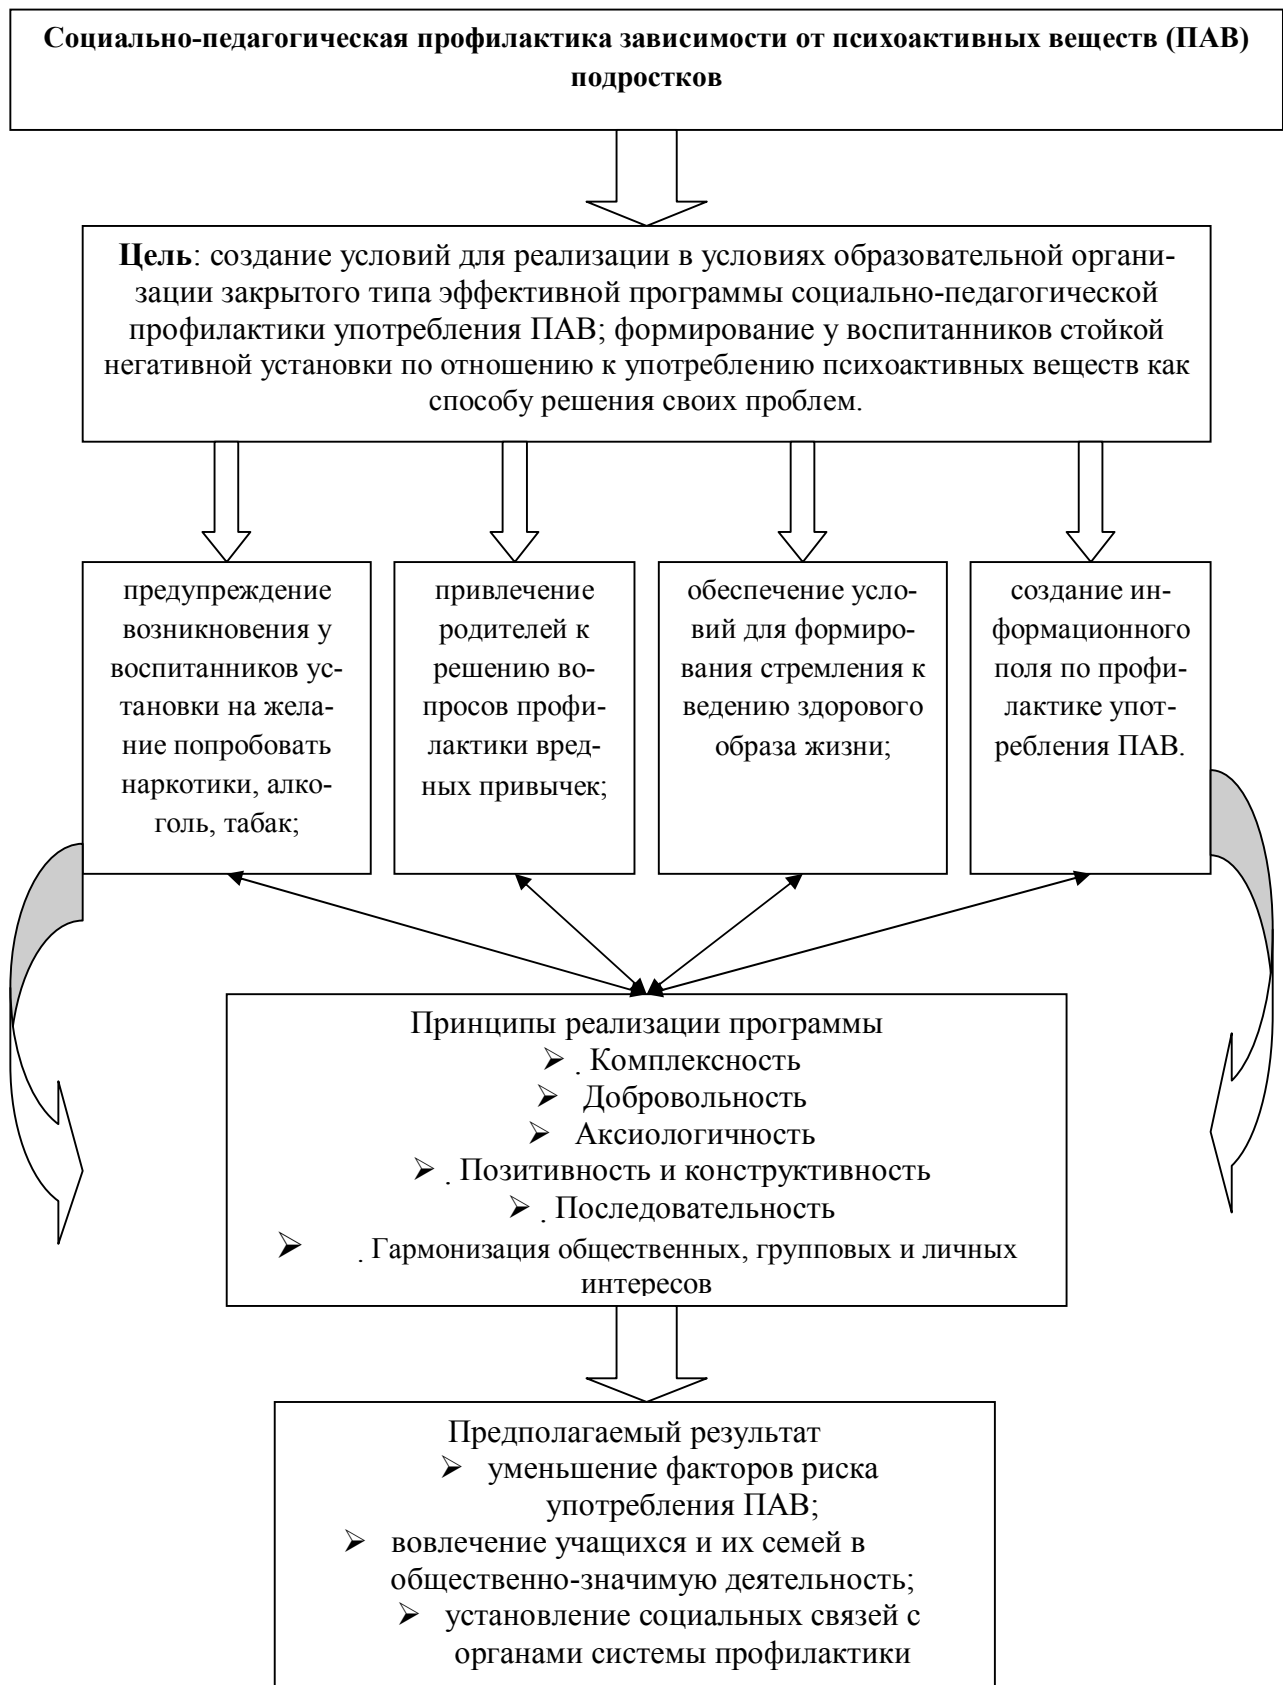 Социально-педагогическая профилактика зависимости от психоактивных веществ (ПАВ)
подростков
Цель: создание условий для реализации в условиях образовательной органи-
зации закрытого типа эффективной программы социально-педагогической
профилактики употребления ПАВ; формирование у воспитанников стойкой
негативной установки по отношению к употреблению психоактивных веществ как
способу решения своих проблем.
предупреждение
возникновения у
воспитанников ус-
тановки на жела-
ние попробовать
наркотики, алко-
голь, табак;
привлечение
родителей к
решению во-
просов профи-
лактики вред-
ных привычек;
обеспечение усло-
вий для формиро-
вания стремления к
ведению здорового
образа жизни;
создание ин-
формационного
поля по профи-
лактике упот-
ребления ПАВ.
Принципы реализации программы
➢ . Комплексность
➢ Добровольность
➢ Аксиологичность
➢ . Позитивность и конструктивность
➢ . Последовательность
➢ . Гармонизация общественных, групповых и личных
интересов
Предполагаемый результат
➢ уменьшение факторов риска
употребления ПАВ;
➢ вовлечение учащихся и их семей в
общественно-значимую деятельность;
➢ установление социальных связей с
органами системы профилактики